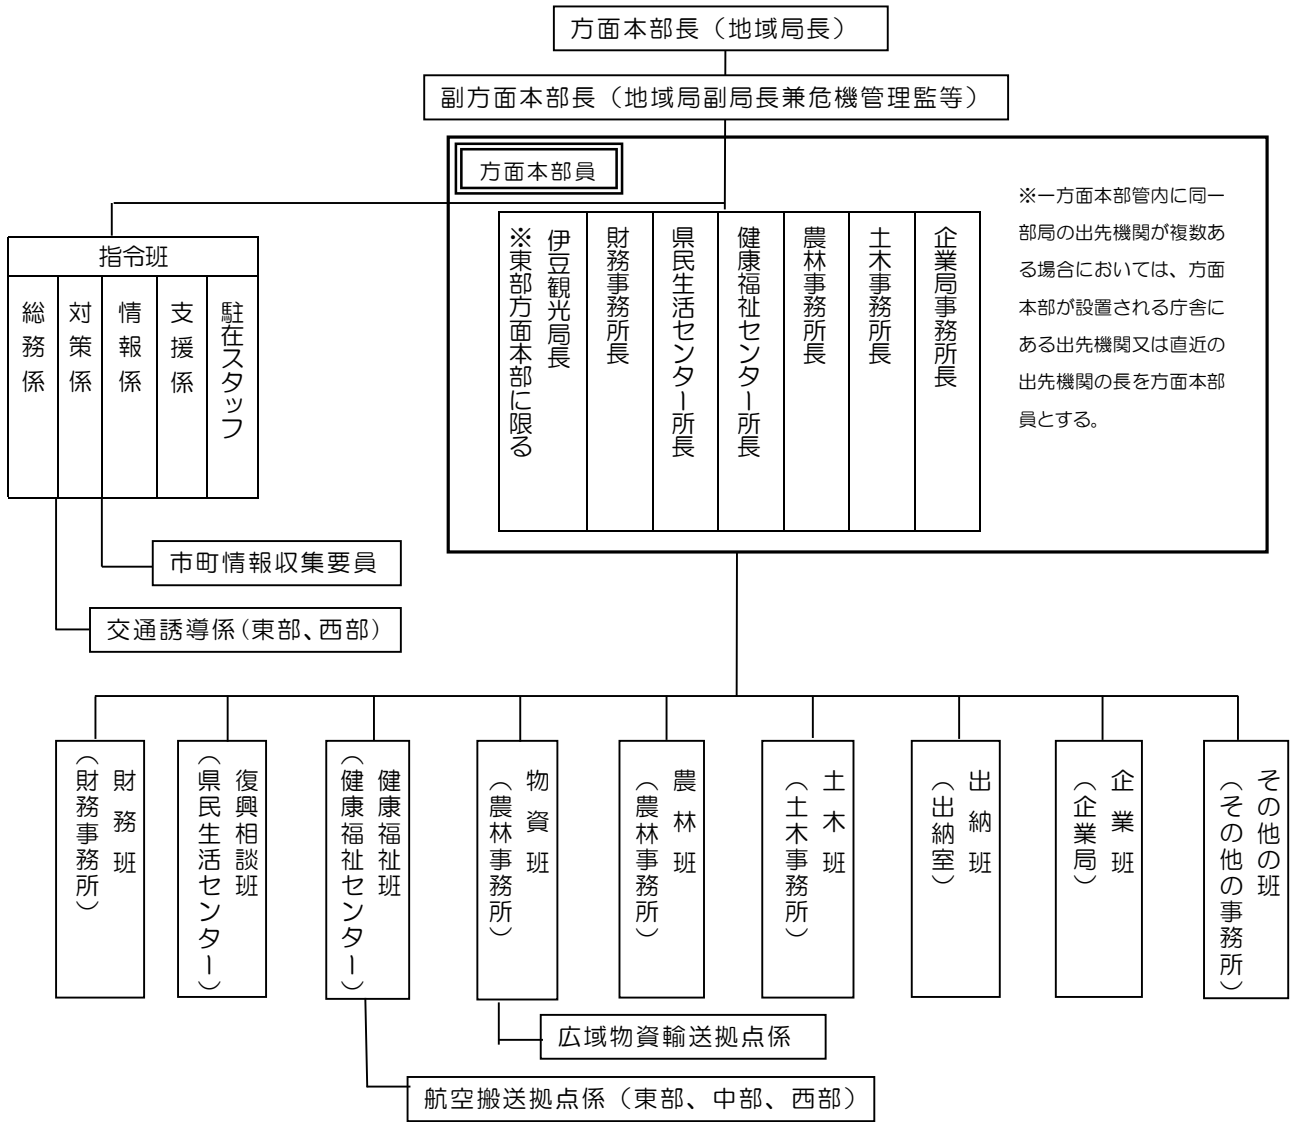 方面本部長（地域局長）
副方面本部長（地域局副局長兼危機管理監等）
方面本部員
伊豆観光局長
※東部方面本部に限る
財務事務所長
県民生活センター所長
健康福祉センター所長
農林事務所長
土木事務所長
企業局事務所長
※一方面本部管内に同一
部局の出先機関が複数あ
る場合においては、方面
本部が設置される庁舎に
ある出先機関又は直近の
出先機関の長を方面本部
員とする。
指令班
総務係
対策係
情報係
支援係
駐在スタッフ
市町情報収集要員
交通誘導係（東部、西部）
財務班
（財務事務所）
復興相談班
（県民生活センター）
健康福祉班
（健康福祉センター）
物資班
（農林事務所）
農林班
（農林事務所）
土木班
（土木事務所）
出納班
（出納室）
企業班
（企業局）
その他の班
（その他の事務所）
広域物資輸送拠点係
航空搬送拠点係（東部、中部、西部）